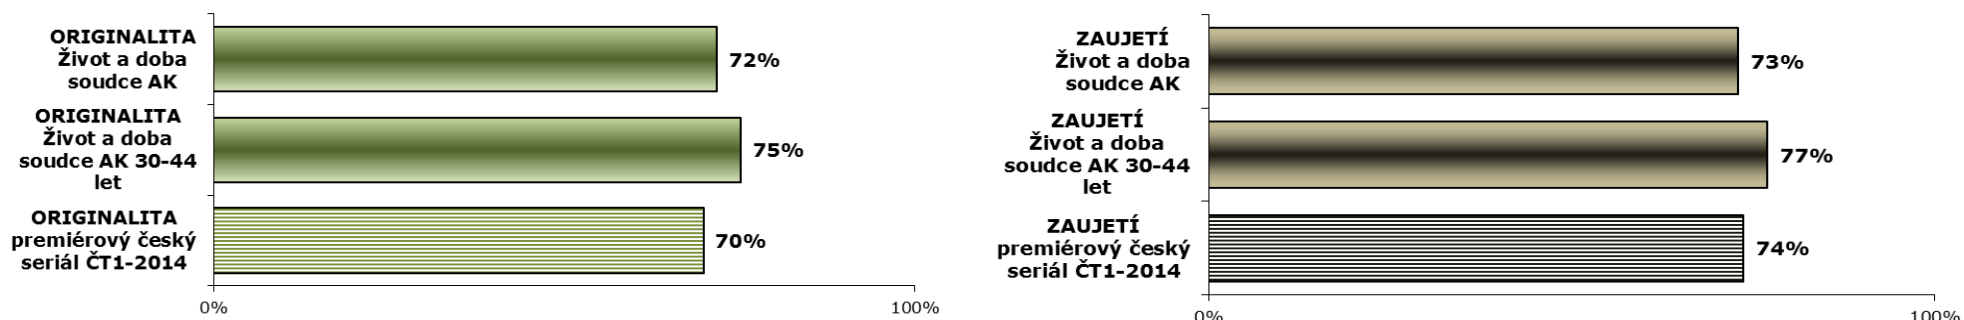 ORIGINALITA
Život a doba
soudce AK
72%
ORIGINALITA
Život a doba
soudce AK 30-44
let
75%
ORIGINALITA
premiérový český
seriál ČT1-2014
70%
0%
100%
ZAUJETÍ
Život a doba
soudce AK
73%
ZAUJETÍ
Život a doba
soudce AK 30-44
let
77%
ZAUJETÍ
premiérový český
seriál ČT1-2014
74%
0%
100%